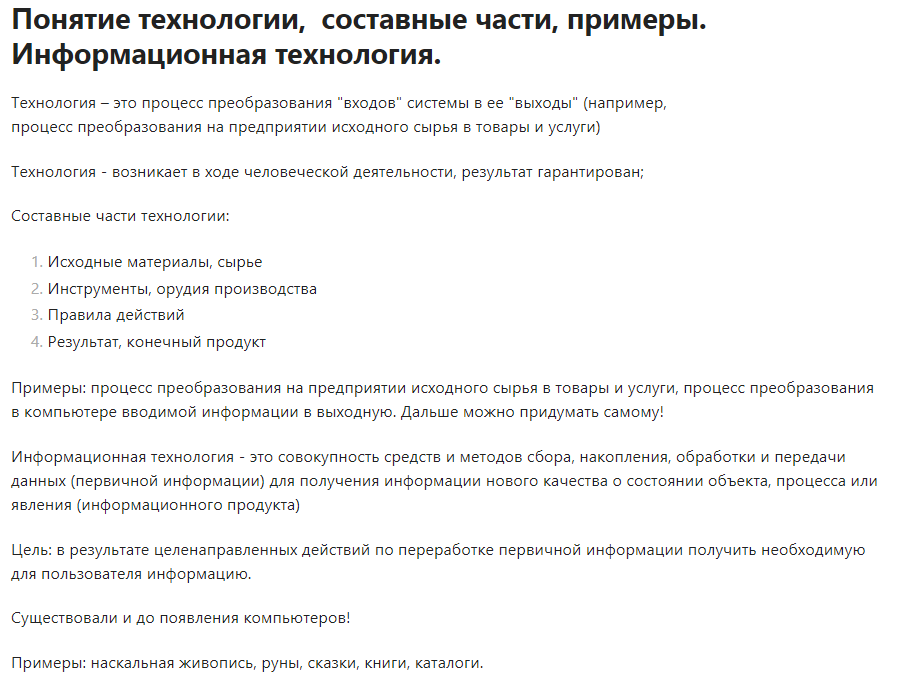 Понятие технологии,  составные части, примеры.
Информационная технология.
Технология – это процесс преобразования "входов" системы в ее "выходы" (например,
процесс преобразования на предприятии исходного сырья в товары и услуги)
Технология - возникает в ходе человеческой деятельности, результат гарантирован;
Составные части технологии:
1. Исходные материалы, сырье
2. Инструменты, орудия производства
3. Правила действий
4. Результат, конечный продукт
Примеры: процесс преобразования на предприятии исходного сырья в товары и услуги, процесс преобразования
в компьютере вводимой информации в выходную. Дальше можно придумать самому!
Информационная технология - это совокупность средств и методов сбора, накопления, обработки и передачи
данных (первичной информации) для получения информации нового качества о состоянии объекта, процесса или
явления (информационного продукта)
Цель: в результате целенаправленных действий по переработке первичной информации получить необходимую
для пользователя информацию.
Существовали и до появления компьютеров!
Примеры: наскальная живопись, руны, сказки, книги, каталоги.